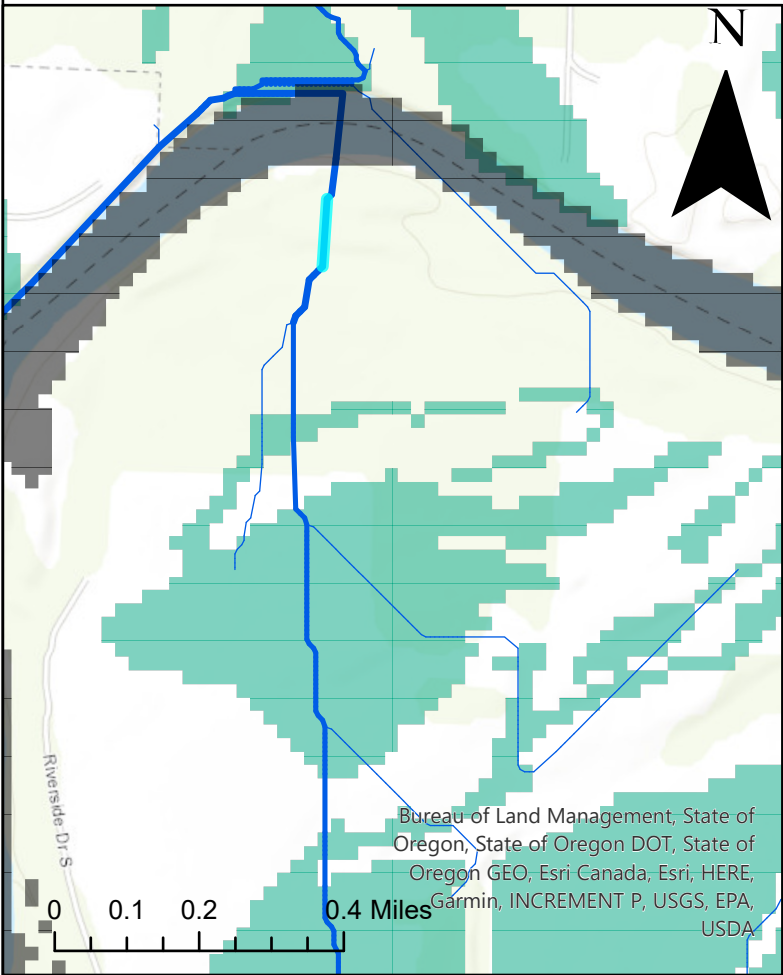 N
Riverside Dr S
Bureau of Land Management, State of
Oregon, State of Oregon DOT, State of
Oregon GEO, Esri Canada, Esri, HERE,
Garmin, INCREMENT P, USGS, EPA,
USDA
0 0.1 0.2 0.4 Miles